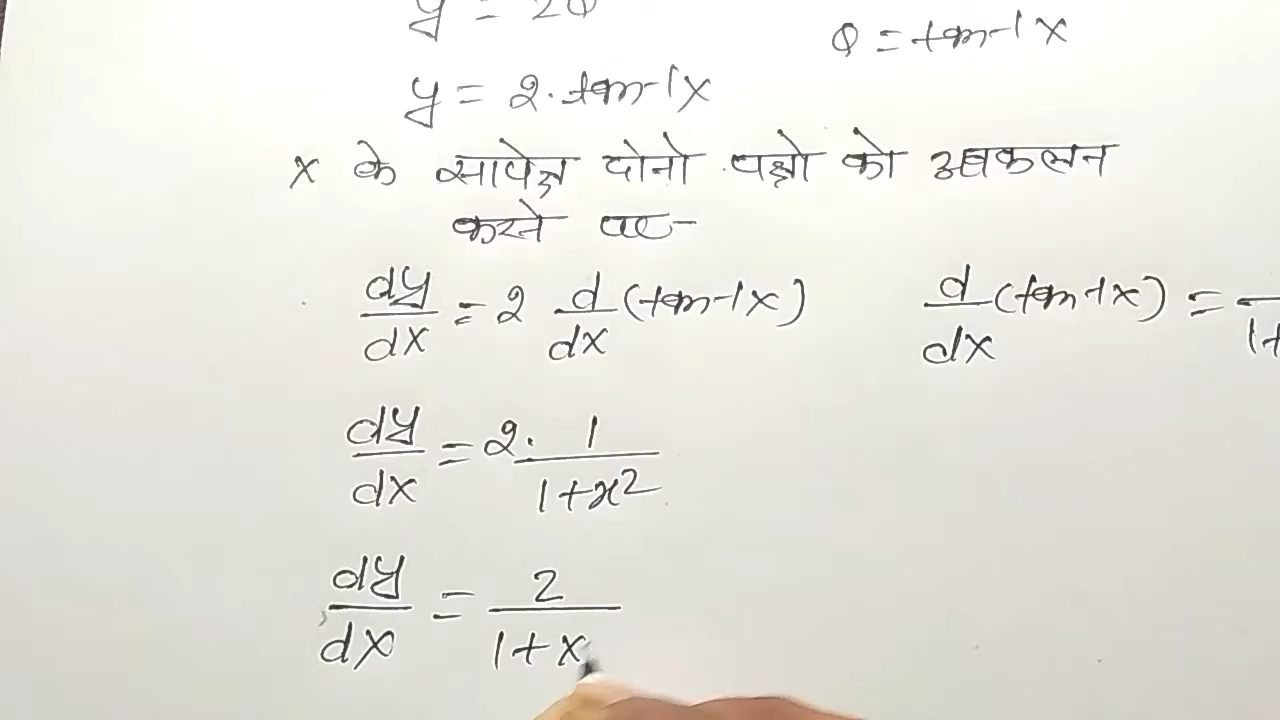 y = 2θ
θ = tan-1x
y = 2. tan-1x
x के सापेक्ष दोनो पक्षो को अवकलन
करने पर-
dy/dx = 2 d/dx (tan-1x)
d/dx (tan-1x) = 1+
dy/dx = 2. 1/1+x2
dy/dx = 2/1+x